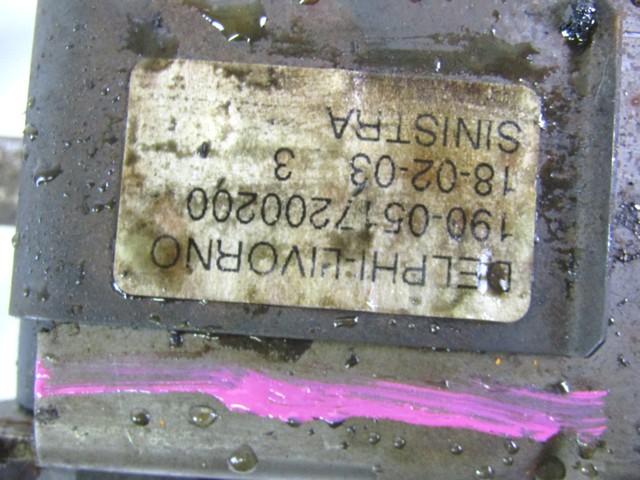 DELPHI-LIVORNO
190-0517200200
18-02-03 3
SINISTRA